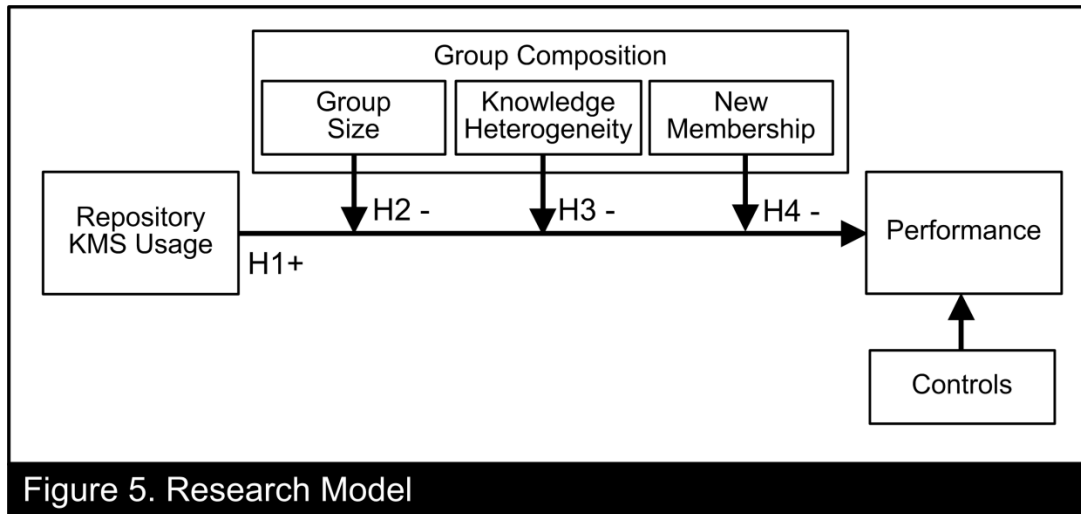 Group Composition
Group
Size
Knowledge
Heterogeneity
New
Membership
Repository
KMS Usage
H1+
H2 -
H3 -
H4 -
Performance
Controls
Figure 5. Research Model